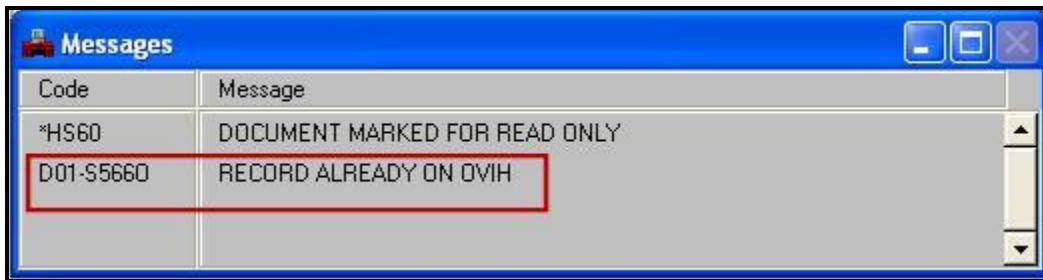 Messages
Code Message
*HS60 DOCUMENT MARKED FOR READ ONLY
D01-S5660 RECORD ALREADY ON OVIH